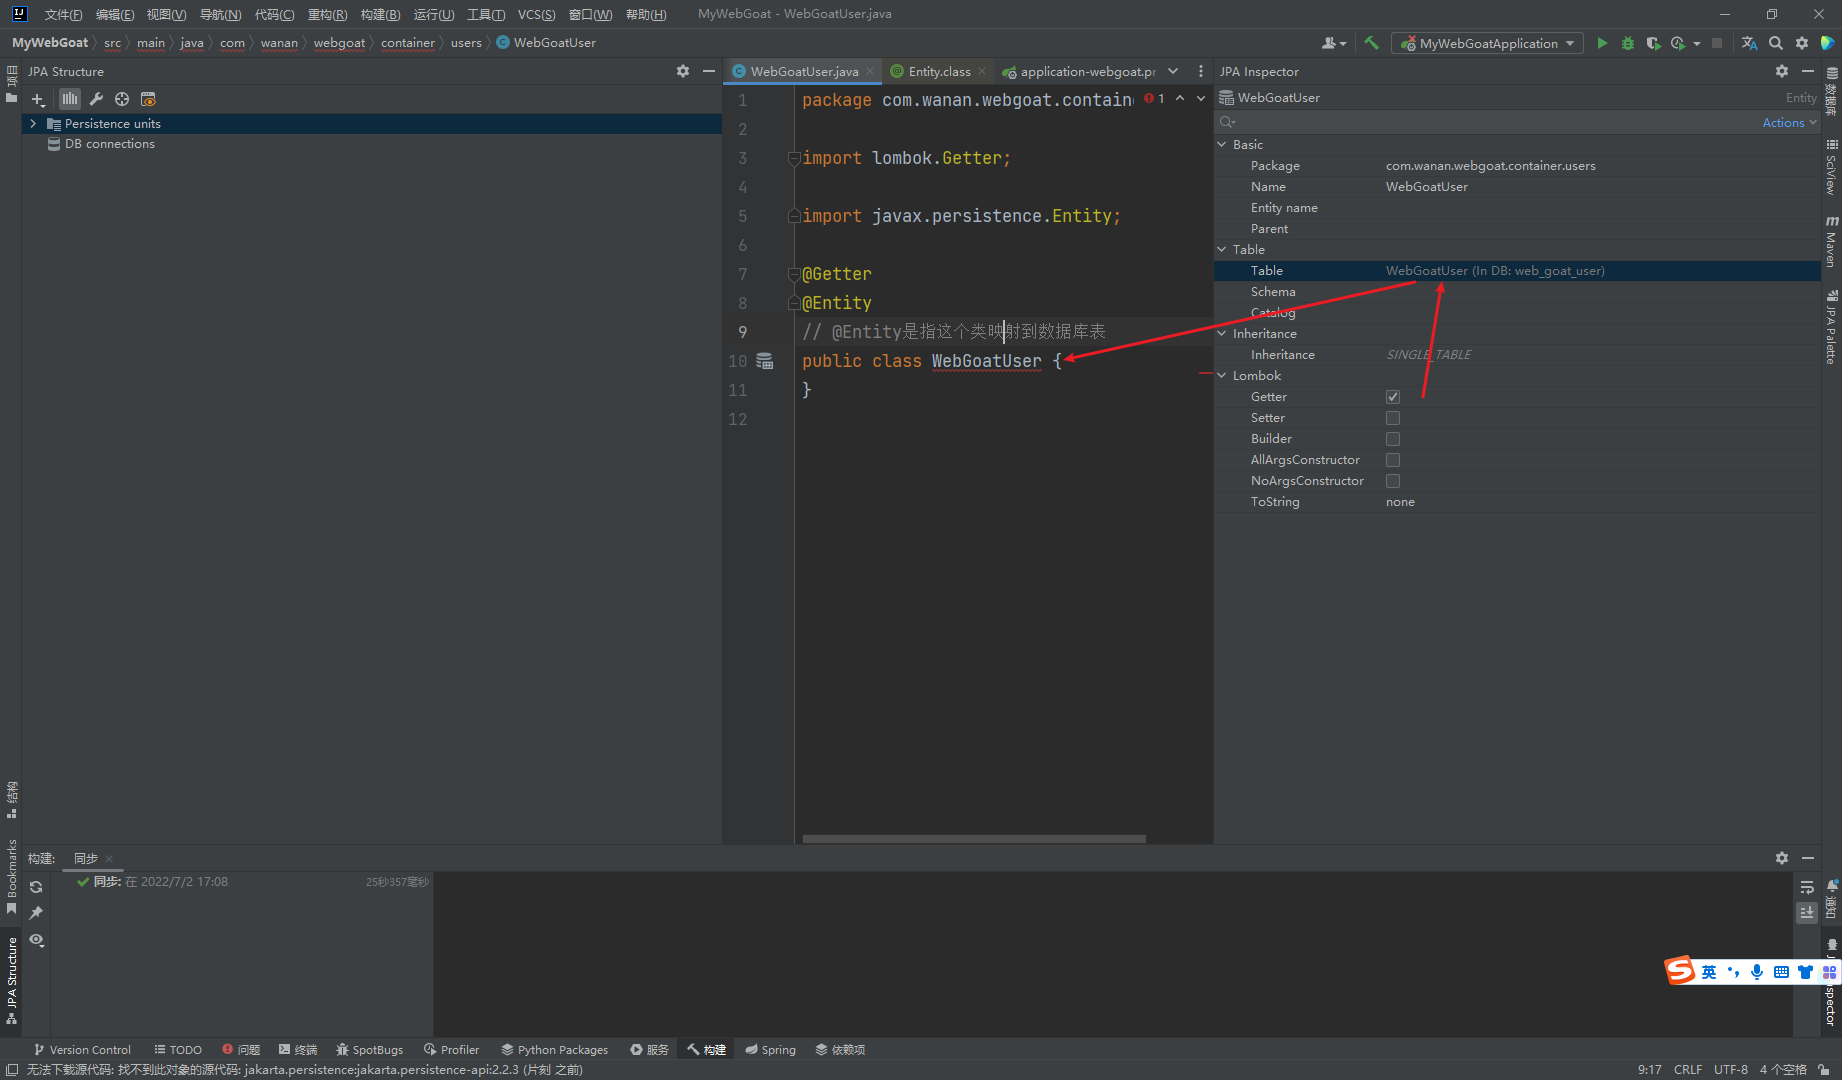 文件(F) 编辑(E) 视图(V) 导航(N) 代码(C) 重构(R) 构建(B) 运行(U) 工具(T) VCS(S) 窗口(W) 帮助(H) MyWebGoat - WebGoatUser.java
MyWebGoat src main java com wanan webgoat container users WebGoatUser
MyWebGoatApplication
项目
JPA Structure
Persistence units
DB connections
WebGoatUser.java Entity.class application-webgoat.pr
1 package com.wanan.webgoat.contain
1
2
3 import lombok.Getter;
4
5 import javax.persistence.Entity;
6
7 @Getter
8 @Entity
9 // @Entity是指这个类映射到数据库表
10 public class WebGoatUser {
11 }
12
JPA Inspector
WebGoatUser Entity
Actions
Basic
Package com.wanan.webgoat.container.users
Name WebGoatUser
Entity name
Parent
Table
Table WebGoatUser (In DB: web_goat_user)
Schema
Catalog
Inheritance
Inheritance SINGLE_TABLE
Lombok
Getter
Setter
Builder
AllArgsConstructor
NoArgsConstructor
ToString none
数据库
SciView
Maven
JPA Palette
通知
结构
Bookmarks
JPA Structure
构建: 同步
同步: 在 2022/7/2 17:08 25秒357毫秒
英
Version Control TODO 问题 终端 SpotBugs Profiler Python Packages 服务 构建 Spring 依赖项
无法下载源代码: 找不到此对象的源代码: jakarta.persistence:jakarta.persistence-api:2.2.3 (片刻 之前) 9:17 CRLF UTF-8 4 个空格